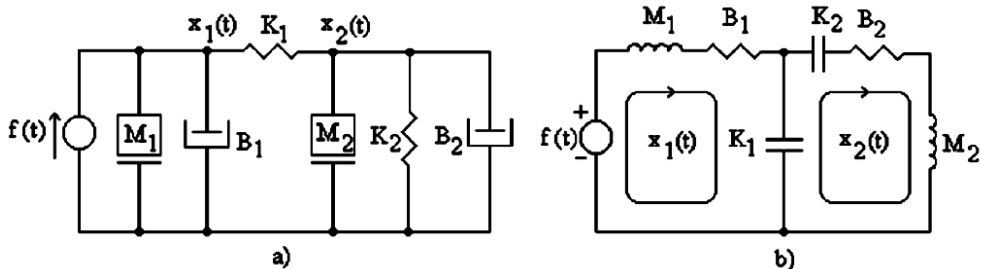 x₁(t) K₁ x₂(t)
f(t) M₁ B₁ M₂ K₂ B₂
a)
M₁ B₁ K₂ B₂
+
f(t) x₁(t) K₁ x₂(t) M₂
−
b)